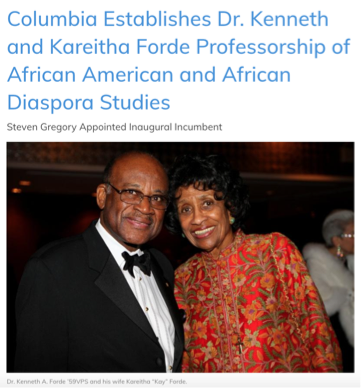 Columbia Establishes Dr. Kenneth
and Kareitha Forde Professorship of
African American and African
Diaspora Studies
Steven Gregory Appointed Inaugural Incumbent
Dr. Kenneth A. Forde '59VPS and his wife Kareitha "Kay" Forde.